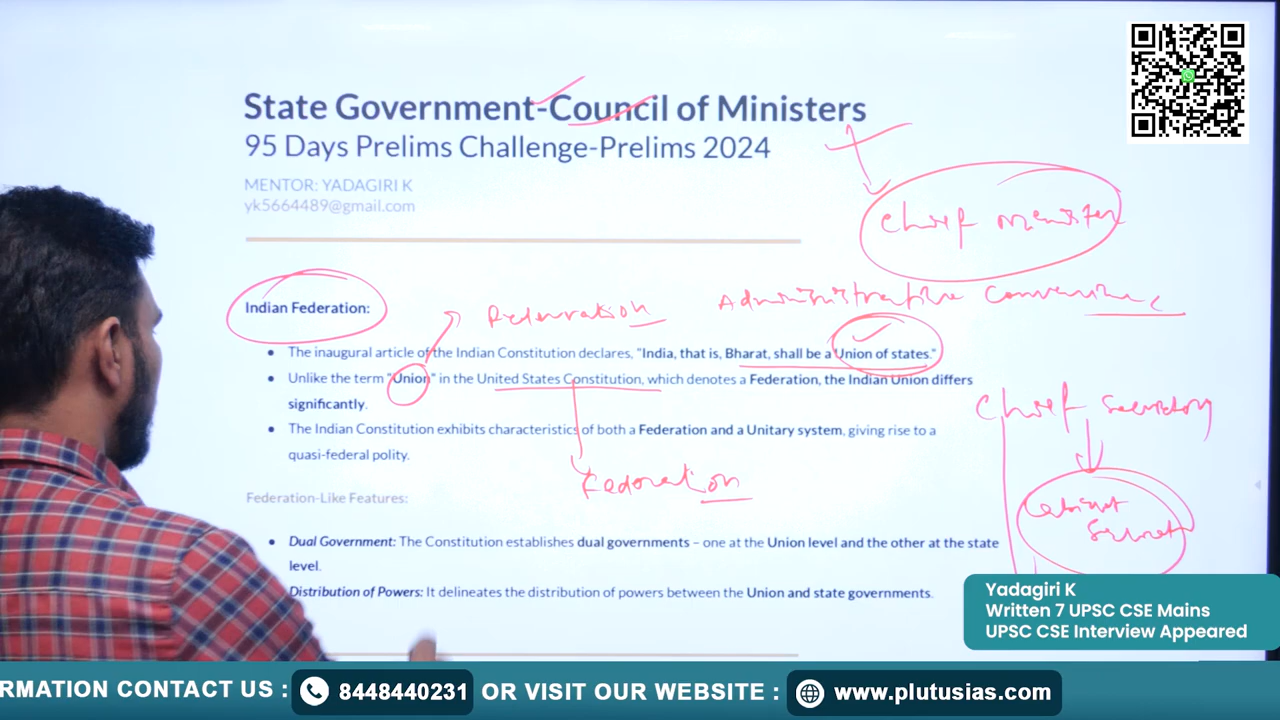 State Government-Council of Ministers
95 Days Prelims Challenge-Prelims 2024
MENTOR: YADAGIRI K
yk5664489@gmail.com
Chief Minister
Indian Federation:
Federation
Administrative
The inaugural article of the Indian Constitution declares, "India, that is, Bharat, shall be a Union of states."
Unlike the term "Union" in the United States Constitution, which denotes a Federation, the Indian Union differs
significantly.
Chief Secretary
The Indian Constitution exhibits characteristics of both a Federation and a Unitary system, giving rise to a
quasi-federal polity.
Federation
Federation-Like Features:
Cabinet
Dual Government: The Constitution establishes dual governments – one at the Union level and the other at the state
level.
Distribution of Powers: It delineates the distribution of powers between the Union and state governments.
Yadagiri K
Written 7 UPSC CSE Mains
UPSC CSE Interview Appeared
RMATION CONTACT US : 8448440231 OR VISIT OUR WEBSITE : www.plutusias.com